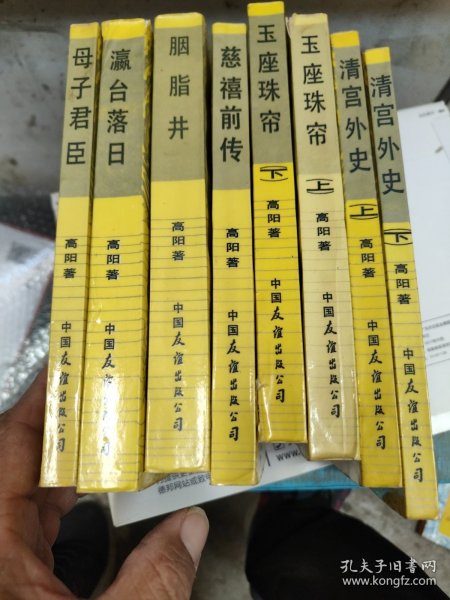 母子君臣
高阳著
中国友谊出版公司
瀛台落日
高阳著
中国友谊出版公司
胭脂井
高阳著
中国友谊出版公司
慈禧前传
高阳著
中国友谊出版公司
玉座珠帘
(下)
高阳著
中国友谊出版公司
玉座珠帘
(上)
高阳著
中国友谊出版公司
清宫外史
(上)
高阳著
中国友谊出版公司
清宫外史
(下)
高阳著
中国友谊出版公司
孔夫子旧书网
www.kongfz.com